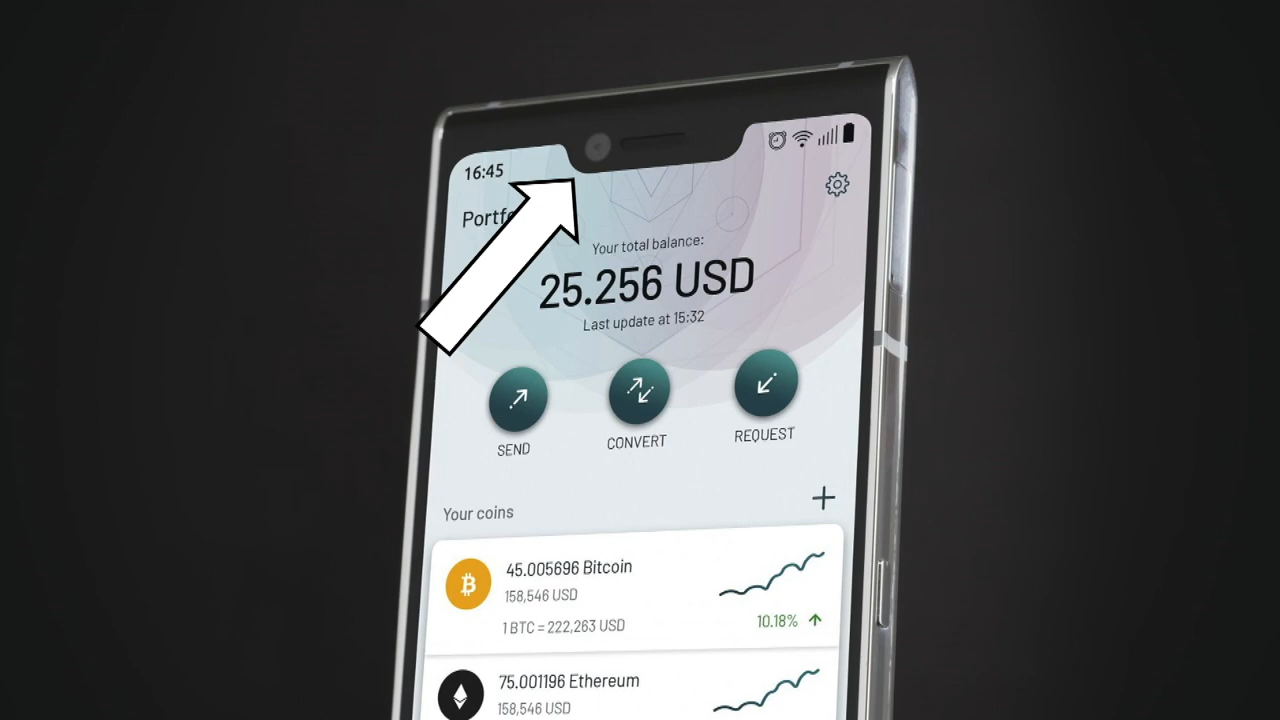 16:45
Your total balance:
25.256 USD
Last update at 15:32
SEND
CONVERT
REQUEST
Your coins
45.005696 Bitcoin
158,546 USD
1 BTC = 222,263 USD
10.18%
75.001196 Ethereum
158,546 USD